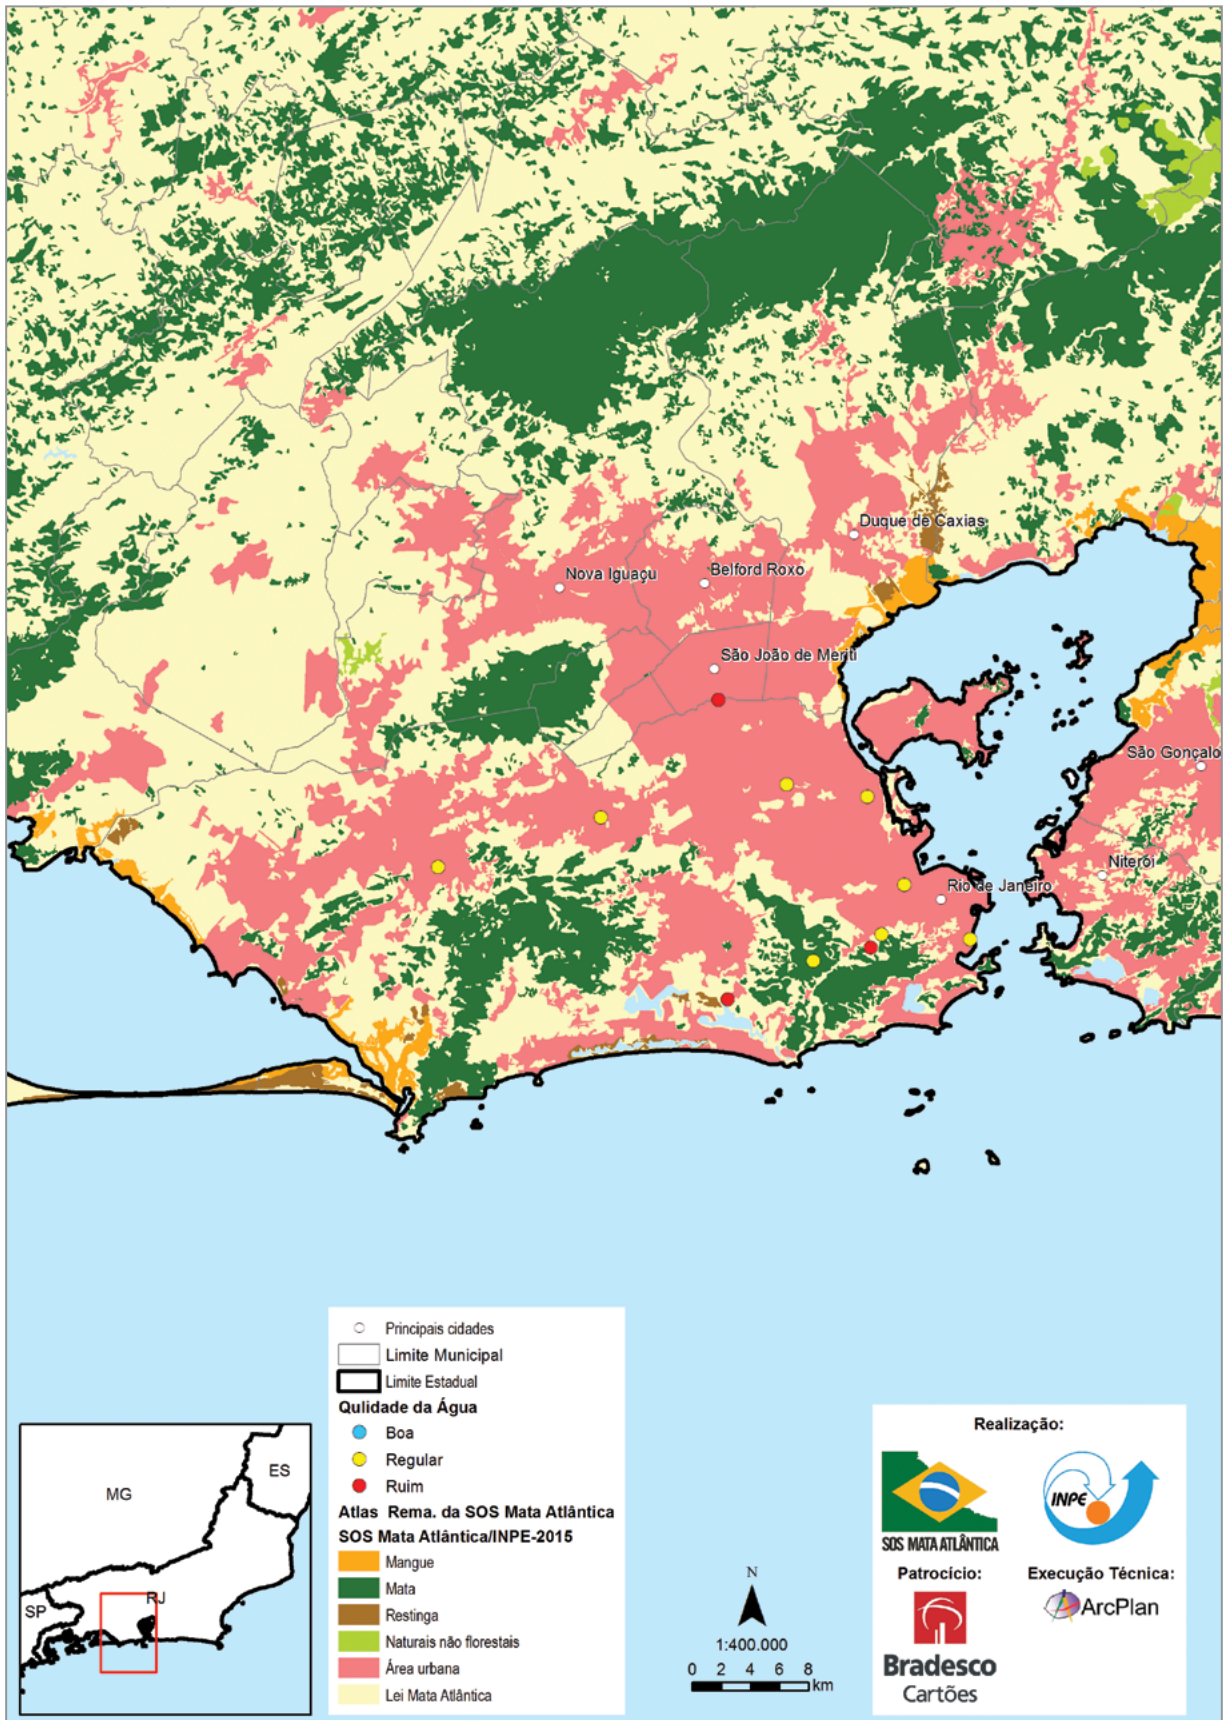 Duque de Caxias
Nova Iguaçu
Belford Roxo
São João de Meriti
São Gonçalo
Niterói
Rio de Janeiro
Principais cidades
Limite Municipal
Limite Estadual
Qulidade da Água
Boa
Regular
Ruim
Atlas Rema. da SOS Mata Atlântica
SOS Mata Atlântica/INPE-2015
Mangue
Mata
Restinga
Naturais não florestais
Área urbana
Lei Mata Atlântica
MG
ES
RJ
SP
N
1:400.000
0 2 4 6 8
km
Realização:
SOS MATA ATLÂNTICA
INPE
Patrocício:
Bradesco
Cartões
Execução Técnica:
ArcPlan